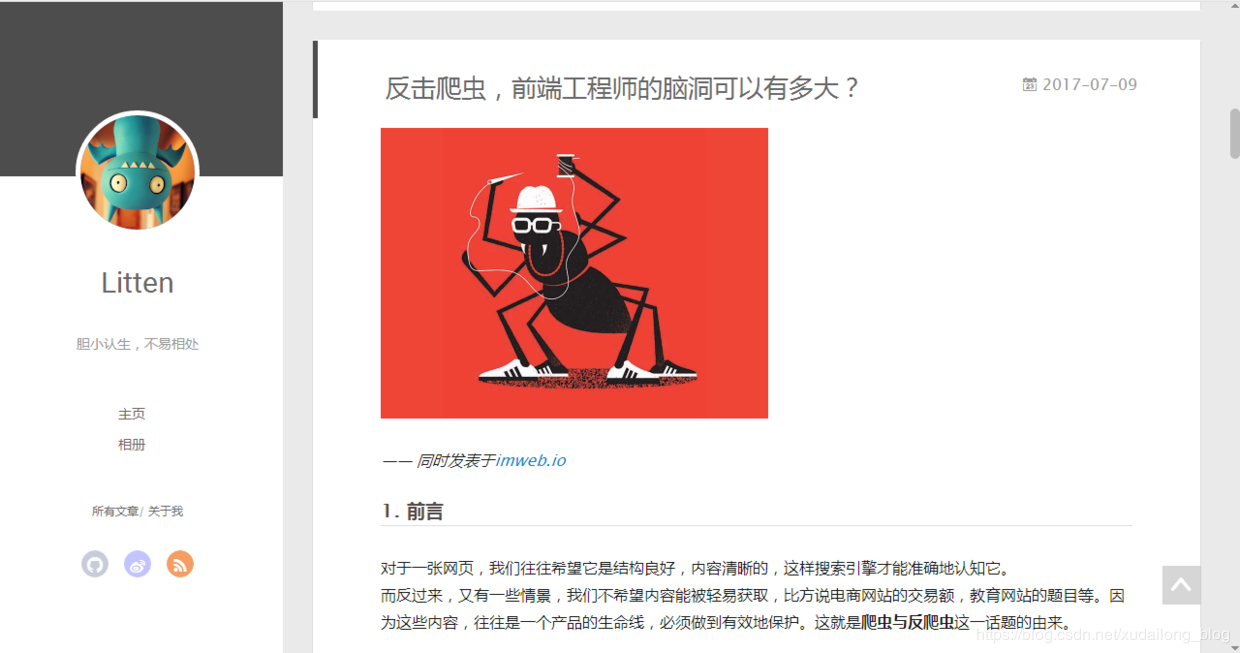 Litten
胆小认生，不易相处
主页
相册
所有文章/ 关于我
反击爬虫，前端工程师的脑洞可以有多大？
2017-07-09
—— 同时发表于imweb.io
1. 前言
对于一张网页，我们往往希望它是结构良好，内容清晰的，这样搜索引擎才能准确地认知它。
而反过来，又有一些情景，我们不希望内容能被轻易获取，比方说电商网站的交易额，教育网站的题目等。因
为这些内容，往往是一个产品的生命线，必须做到有效地保护。这就是爬虫与反爬虫这一话题的由来。
https://blog.csdn.net/xudailong_blog